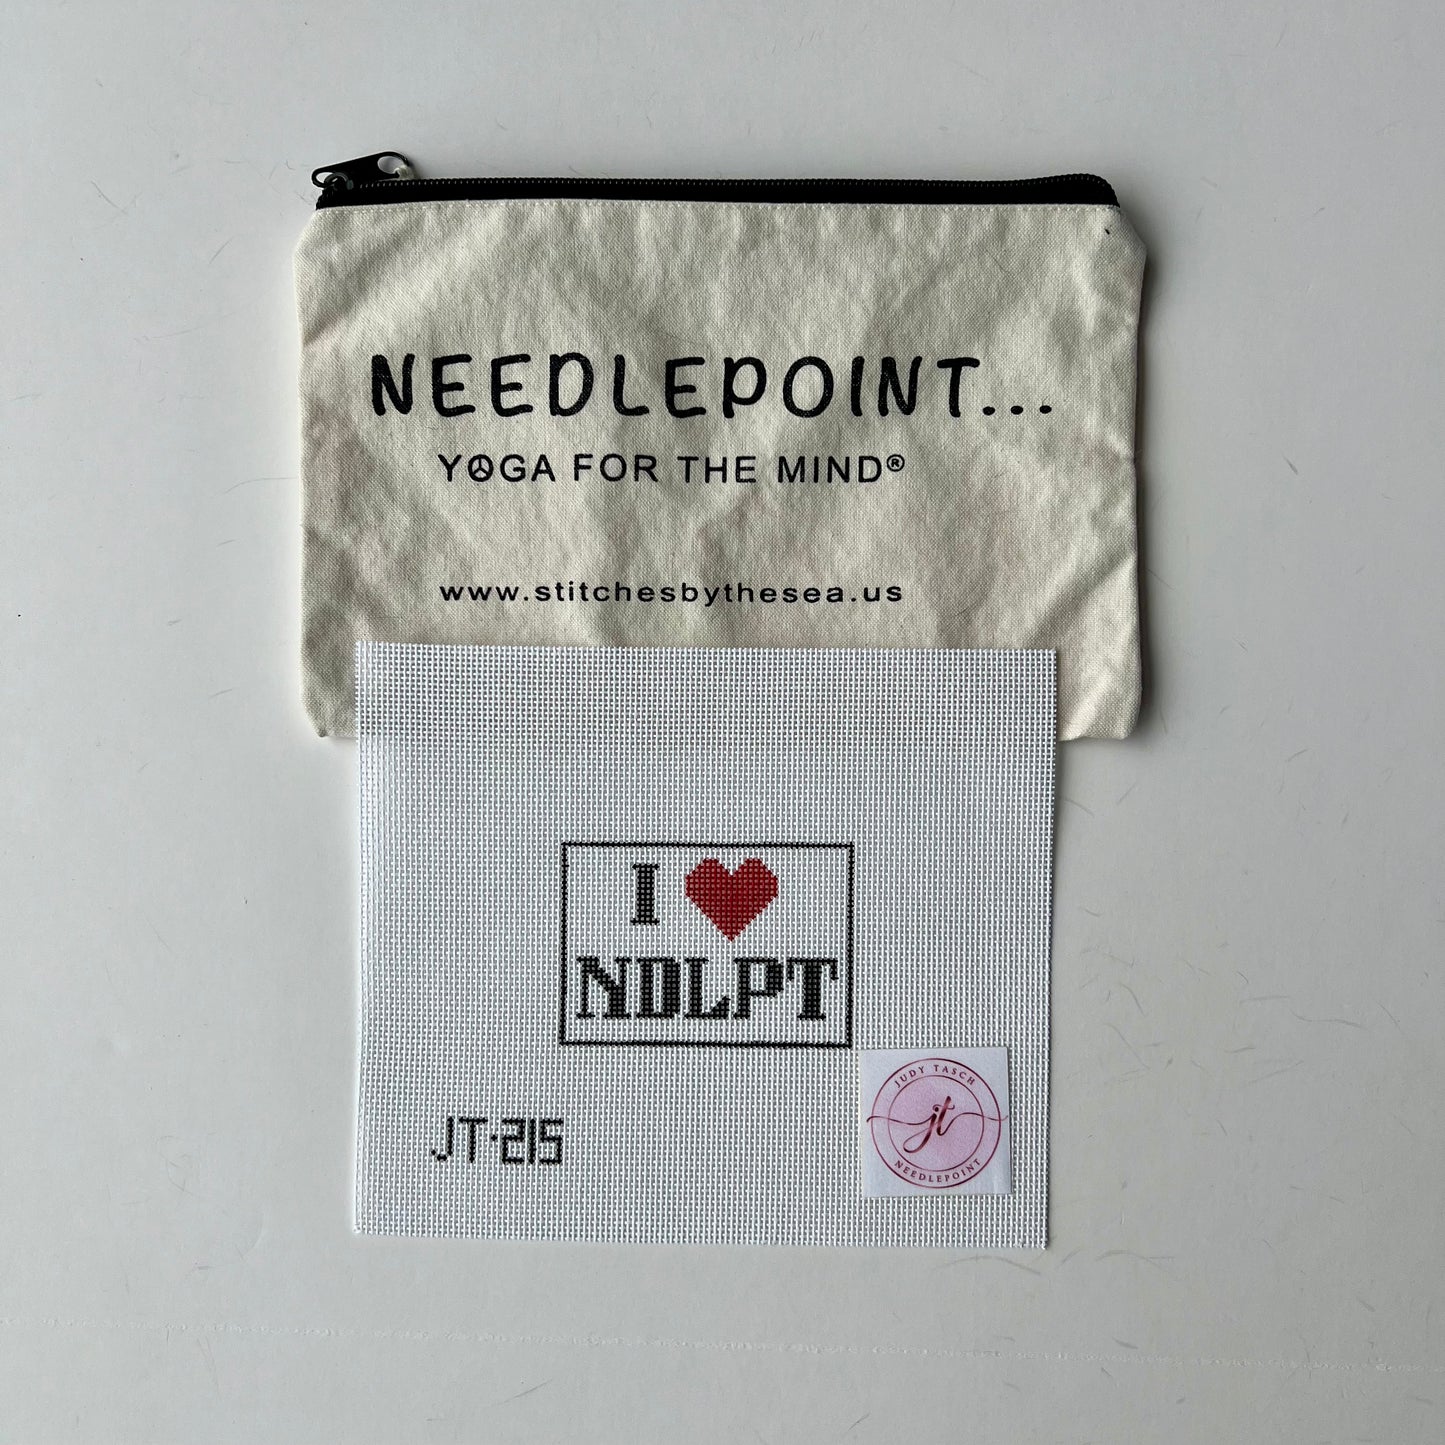 NEEDLEPOINT...
YOGA FOR THE MIND®
www.stitchesbythesea.us
I ♥
NDLPT
JT-215
JUDY TASCH
jt
NEEDLEPOINT